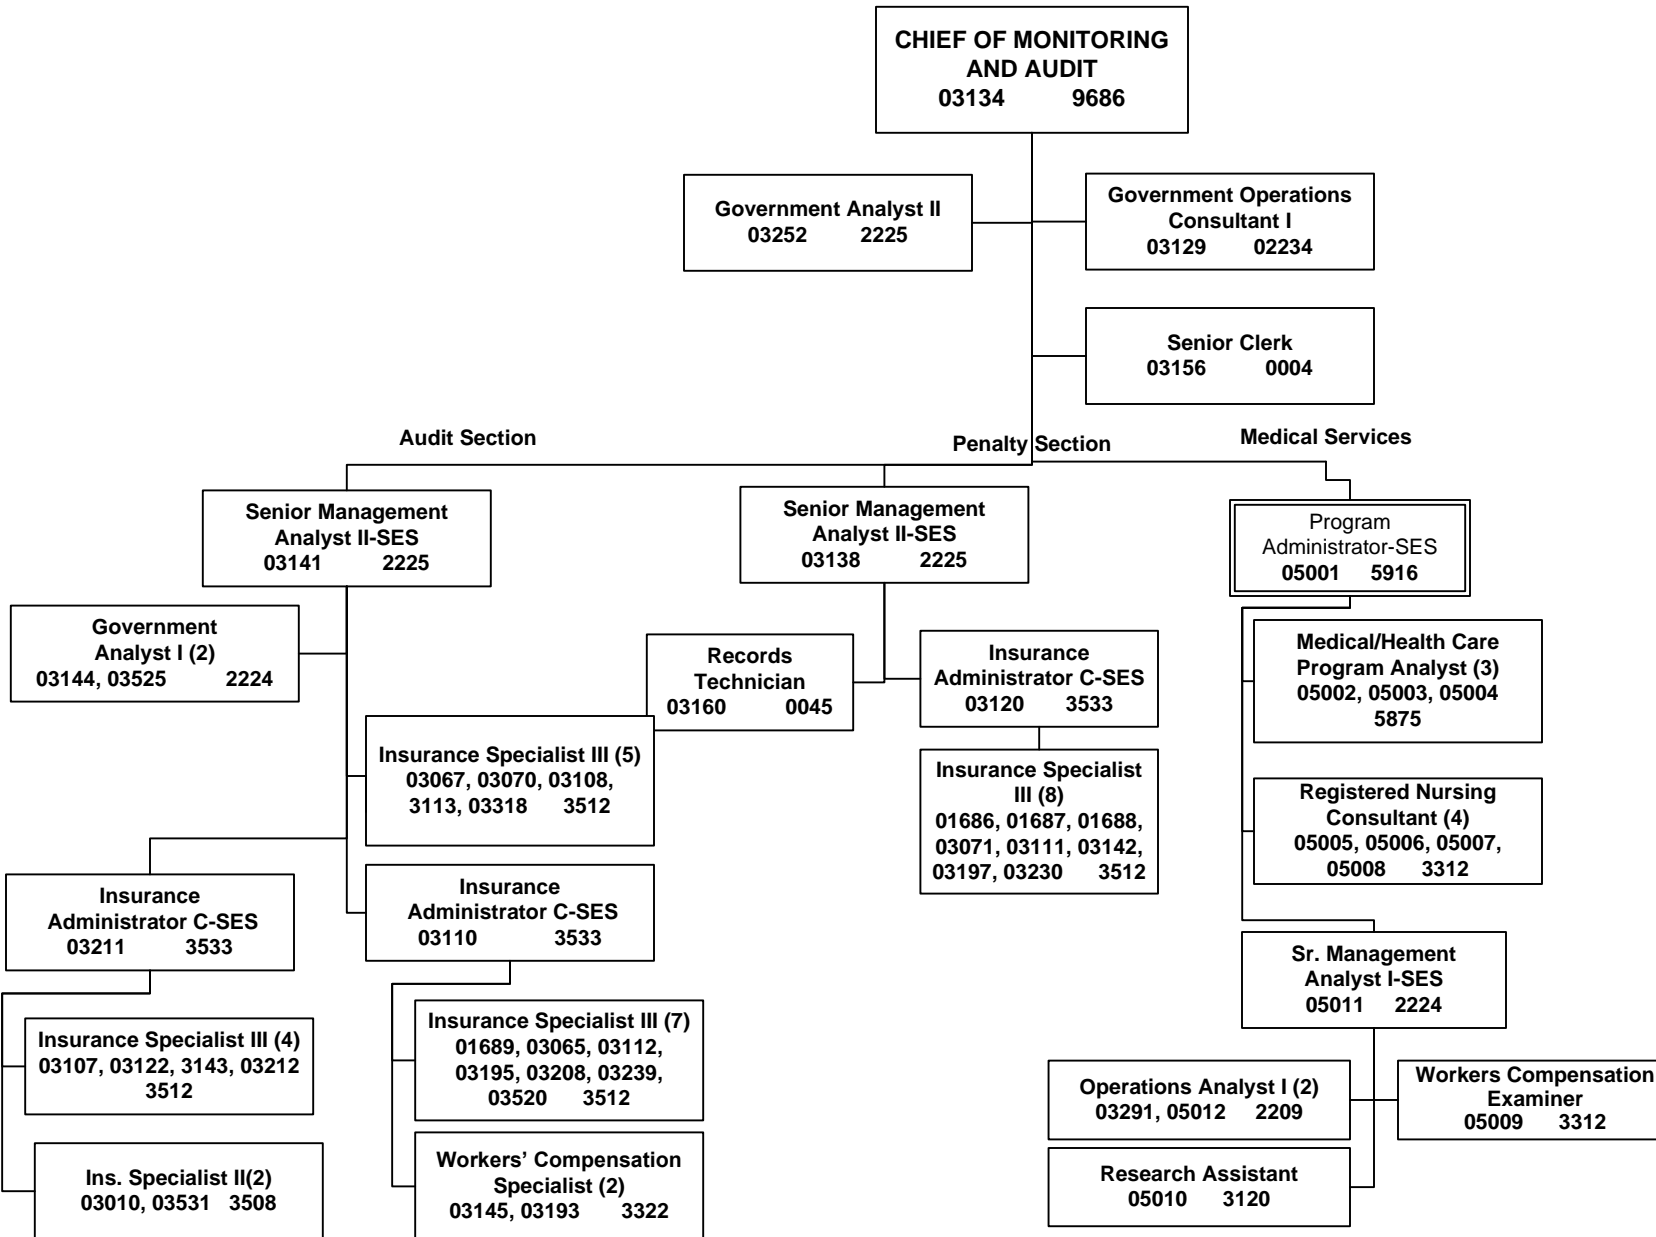 CHIEF OF MONITORING
AND AUDIT
03134 9686
Government Analyst II
03252 2225
Government Operations
Consultant I
03129 02234
Senior Clerk
03156 0004
Audit Section
Penalty Section
Medical Services
Senior Management
Analyst II-SES
03141 2225
Senior Management
Analyst II-SES
03138 2225
Program
Administrator-SES
05001 5916
Government
Analyst I (2)
03144, 03525 2224
Records
Technician
03160 0045
Insurance
Administrator C-SES
03120 3533
Medical/Health Care
Program Analyst (3)
05002, 05003, 05004
5875
Insurance Specialist III (5)
03067, 03070, 03108,
3113, 03318 3512
Insurance Specialist
III (8)
01686, 01687, 01688,
03071, 03111, 03142,
03197, 03230 3512
Registered Nursing
Consultant (4)
05005, 05006, 05007,
05008 3312
Insurance
Administrator C-SES
03211 3533
Insurance
Administrator C-SES
03110 3533
Sr. Management
Analyst I-SES
05011 2224
Insurance Specialist III (4)
03107, 03122, 3143, 03212
3512
Insurance Specialist III (7)
01689, 03065, 03112,
03195, 03208, 03239,
03520 3512
Operations Analyst I (2)
03291, 05012 2209
Workers Compensation
Examiner
05009 3312
Ins. Specialist II(2)
03010, 03531 3508
Workers' Compensation
Specialist (2)
03145, 03193 3322
Research Assistant
05010 3120